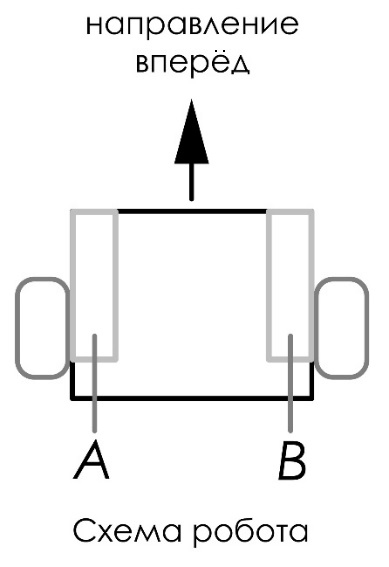 направление
вперёд
A
B
Схема робота